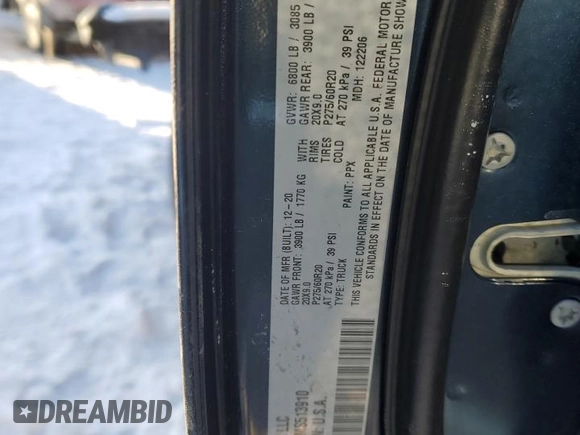 DATE OF MFR (BUILT): 12-20 GVWR: 6800 LB / 3085
GAWR FRONT: 3900 LB / 1770 KG WITH GAWR REAR: 3900 LB /
20X9.0 RIMS 20X9.0
P275/60R20 TIRES P275/60R20
AT 270 kPa / 39 PSI COLD AT 270 kPa / 39 PSI
TYPE: TRUCK PAINT: PPX MDH: 122206
THIS VEHICLE CONFORMS TO ALL APPLICABLE U.S.A. FEDERAL MOTOR
STANDARDS IN EFFECT ON THE DATE OF MANUFACTURE SHOW
LLC
S513910
U.S.A.
DREAMBID